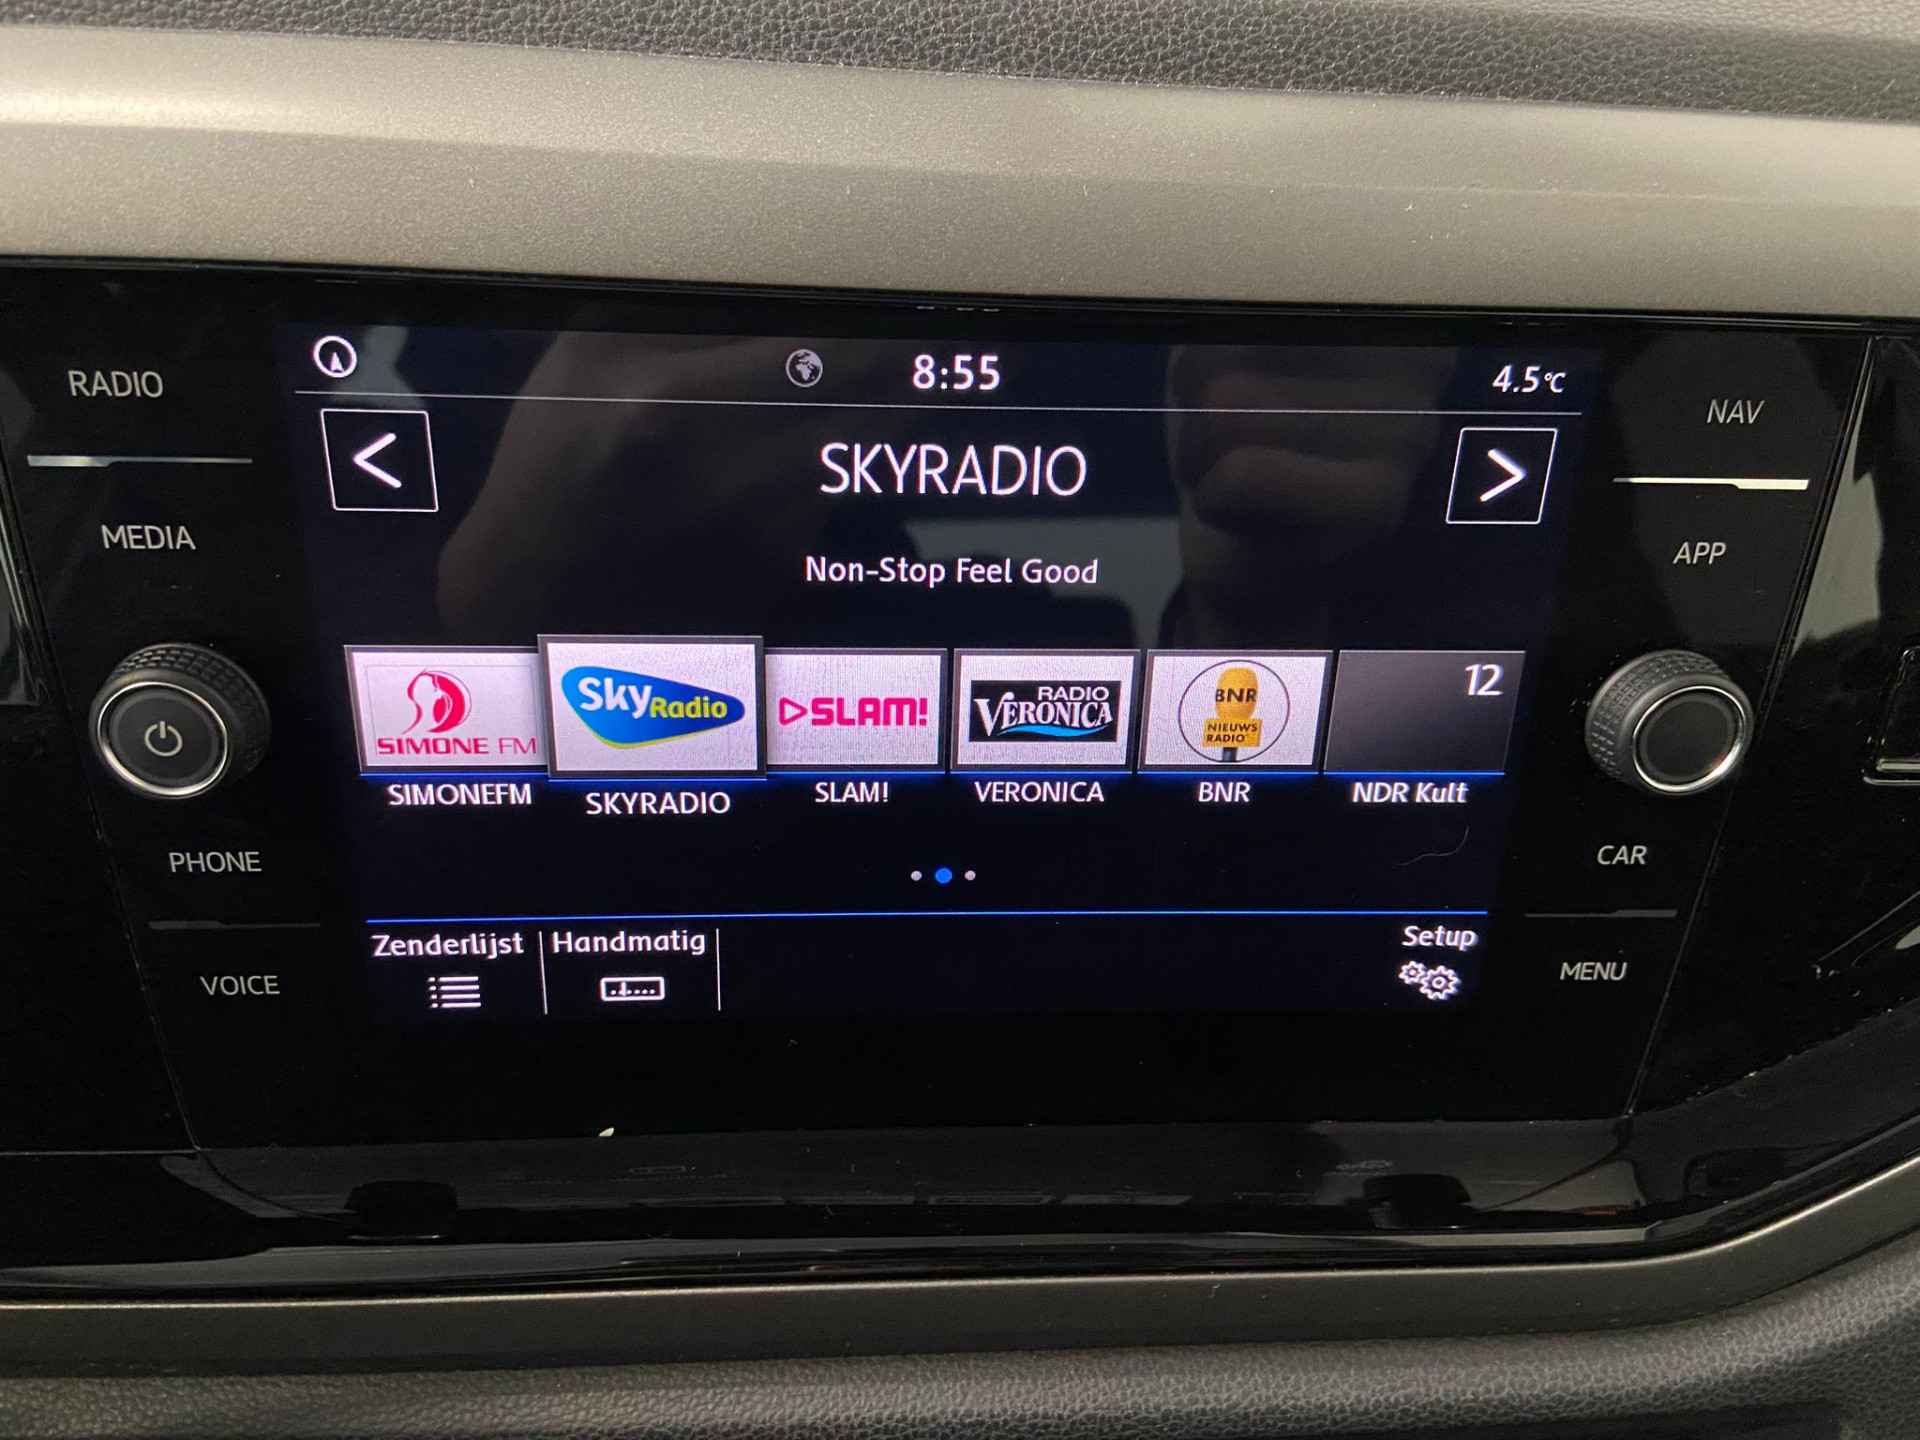 RADIO
MEDIA
PHONE
VOICE
8:55
4.5°C
SKYRADIO
Non-Stop Feel Good
SIMONE FM
Sky Radio
SLAM!
RADIO
VERONICA
BNR
NIEUWS
RADIO
12
SIMONEFM
SKYRADIO
SLAM!
VERONICA
BNR
NDR Kult
Zenderlijst
Handmatig
Setup
NAV
APP
CAR
MENU